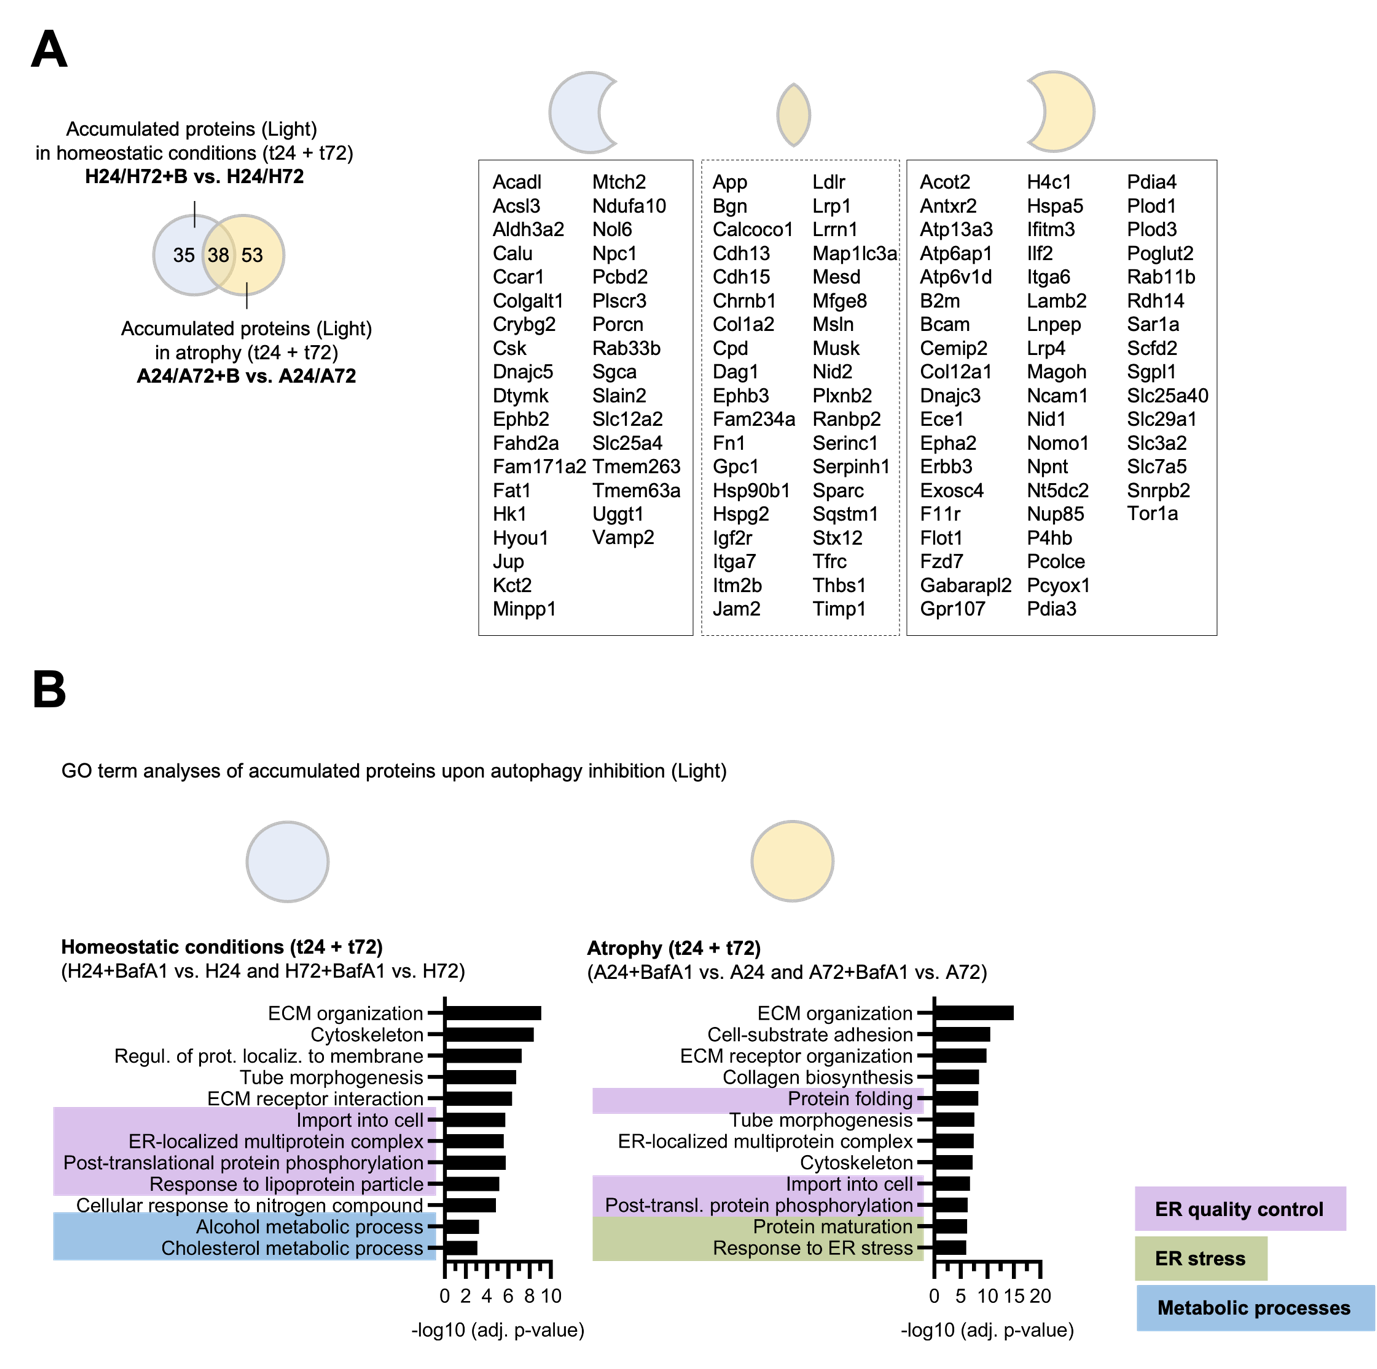 A
Accumulated proteins (Light)
in homeostatic conditions (t24 + t72)
H24/H72+B vs. H24/H72
35 38 53
Accumulated proteins (Light)
in atrophy (t24 + t72)
A24/A72+B vs. A24/A72
Acadl
Acsl3
Aldh3a2
Calu
Ccar1
Colgalt1
Crybg2
Csk
Dnajc5
Dtymk
Ephb2
Fahd2a
Fam171a2
Fat1
Hk1
Hyou1
Jup
Kct2
Minpp1
Mtch2
Ndufa10
Nol6
Npc1
Pcbd2
Plscr3
Porcn
Rab33b
Sgca
Slain2
Slc12a2
Slc25a4
Tmem263
Tmem63a
Uggt1
Vamp2
App
Bgn
Calcoco1
Cdh13
Cdh15
Chrnb1
Col1a2
Cpd
Dag1
Ephb3
Fam234a
Fn1
Gpc1
Hsp90b1
Hspg2
Igf2r
Itga7
Itm2b
Jam2
Ldlr
Lrp1
Lrrn1
Map1lc3a
Mesd
Mfge8
Msln
Musk
Nid2
Plxnb2
Ranbp2
Serinc1
Serpinh1
Sparc
Sqstm1
Stx12
Tfrc
Thbs1
Timp1
Acot2
Antxr2
Atp13a3
Atp6ap1
Atp6v1d
B2m
Bcam
Cemip2
Col12a1
Dnajc3
Ece1
Epha2
Erbb3
Exosc4
F11r
Flot1
Fzd7
Gabarapl2
Gpr107
H4c1
Hspa5
Ifitm3
Ilf2
Itga6
Lamb2
Lnpep
Lrp4
Magoh
Ncam1
Nid1
Nomo1
Npnt
Nt5dc2
Nup85
P4hb
Pcolce
Pcyox1
Pdia3
Pdia4
Plod1
Plod3
Poglut2
Rab11b
Rdh14
Sar1a
Scfd2
Sgpl1
Slc25a40
Slc29a1
Slc3a2
Slc7a5
Snrpb2
Tor1a
B
GO term analyses of accumulated proteins upon autophagy inhibition (Light)
Homeostatic conditions (t24 + t72)
(H24+BafA1 vs. H24 and H72+BafA1 vs. H72)
ECM organization
Cytoskeleton
Regul. of prot. localiz. to membrane
Tube morphogenesis
ECM receptor interaction
Import into cell
ER-localized multiprotein complex
Post-translational protein phosphorylation
Response to lipoprotein particle
Cellular response to nitrogen compound
Alcohol metabolic process
Cholesterol metabolic process
0 2 4 6 8 10
-log10 (adj. p-value)
Atrophy (t24 + t72)
(A24+BafA1 vs. A24 and A72+BafA1 vs. A72)
ECM organization
Cell-substrate adhesion
ECM receptor organization
Collagen biosynthesis
Protein folding
Tube morphogenesis
ER-localized multiprotein complex
Cytoskeleton
Import into cell
Post-transl. protein phosphorylation
Protein maturation
Response to ER stress
0 5 10 15 20
-log10 (adj. p-value)
ER quality control
ER stress
Metabolic processes